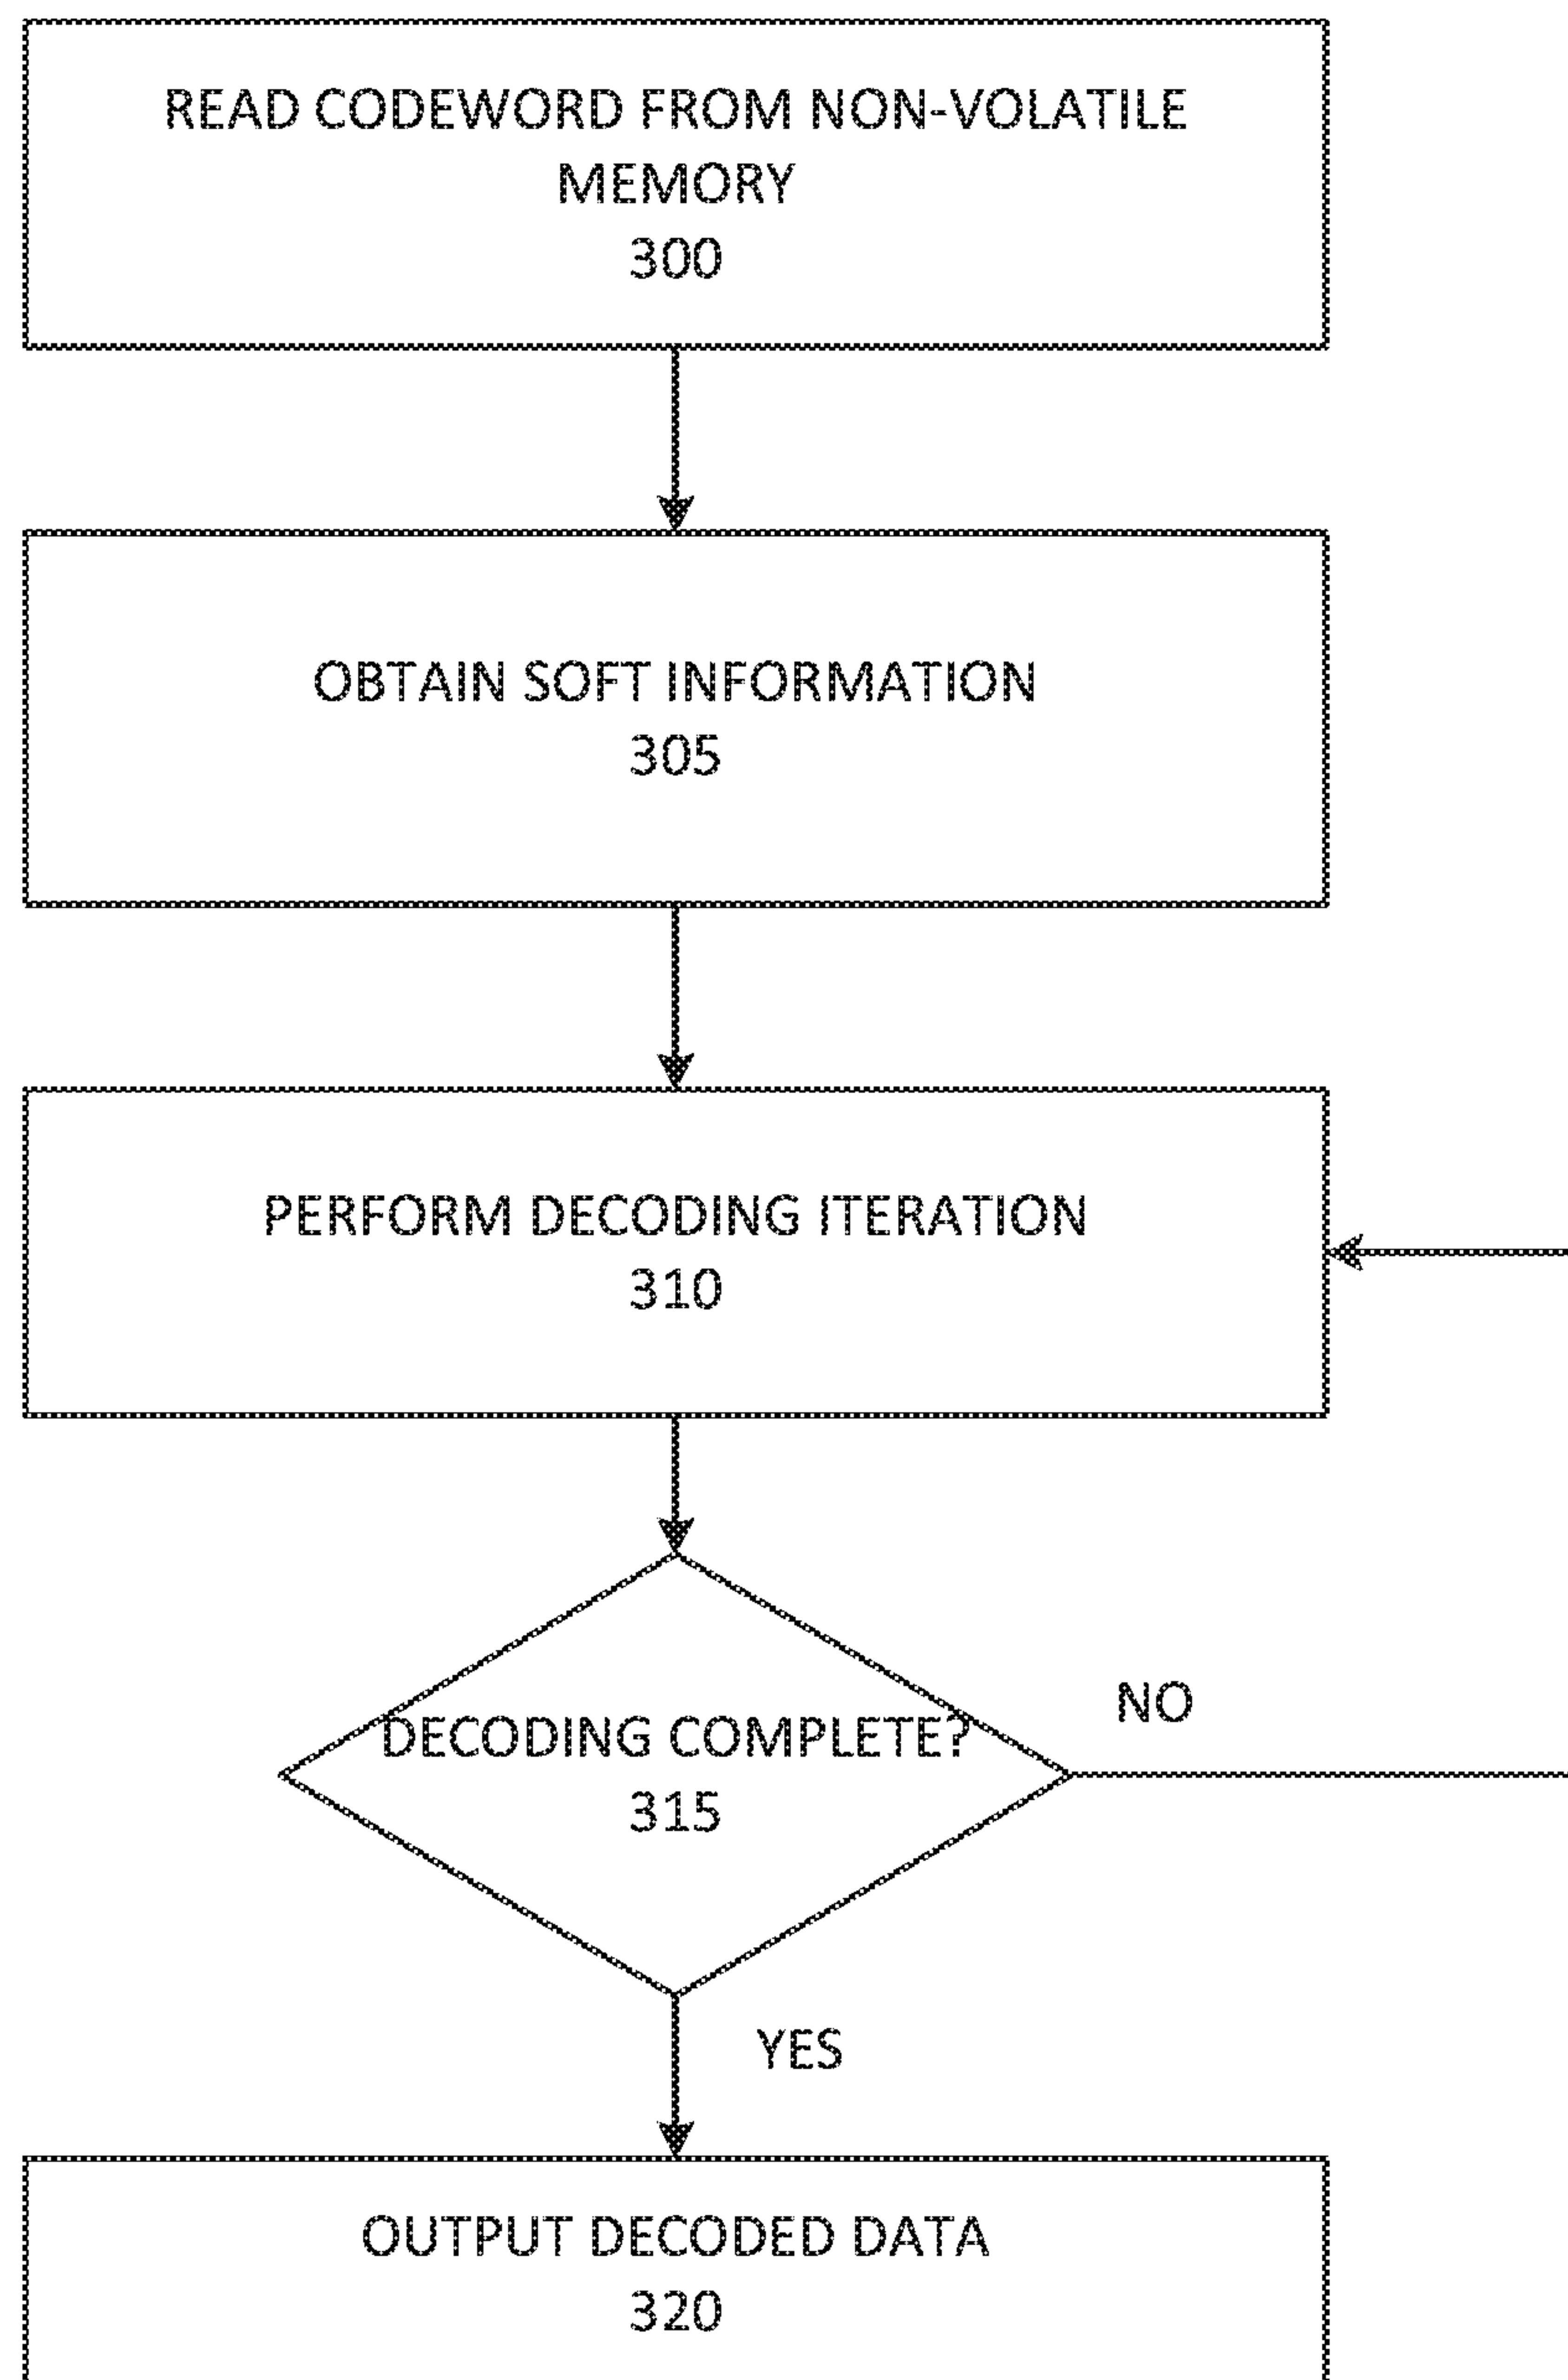 READ CODEWORD FROM NON-VOLATILE
MEMORY
300
OBTAIN SOFT INFORMATION
305
PERFORM DECODING ITERATION
310
DECODING COMPLETE?
315
NO
YES
OUTPUT DECODED DATA
320